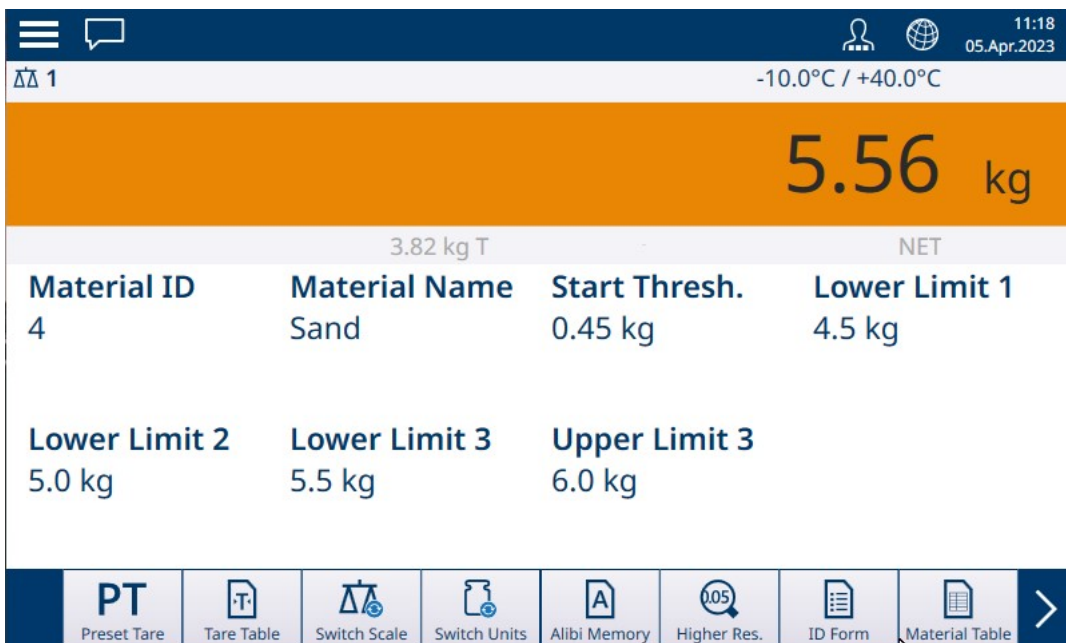 11:18
05.Apr.2023
1 -10.0°C / +40.0°C
5.56 kg
3.82 kg T NET
Material ID Material Name Start Thresh. Lower Limit 1
4 Sand 0.45 kg 4.5 kg
Lower Limit 2 Lower Limit 3 Upper Limit 3
5.0 kg 5.5 kg 6.0 kg
PT T A 0.05
Preset Tare Tare Table Switch Scale Switch Units Alibi Memory Higher Res. ID Form Material Table